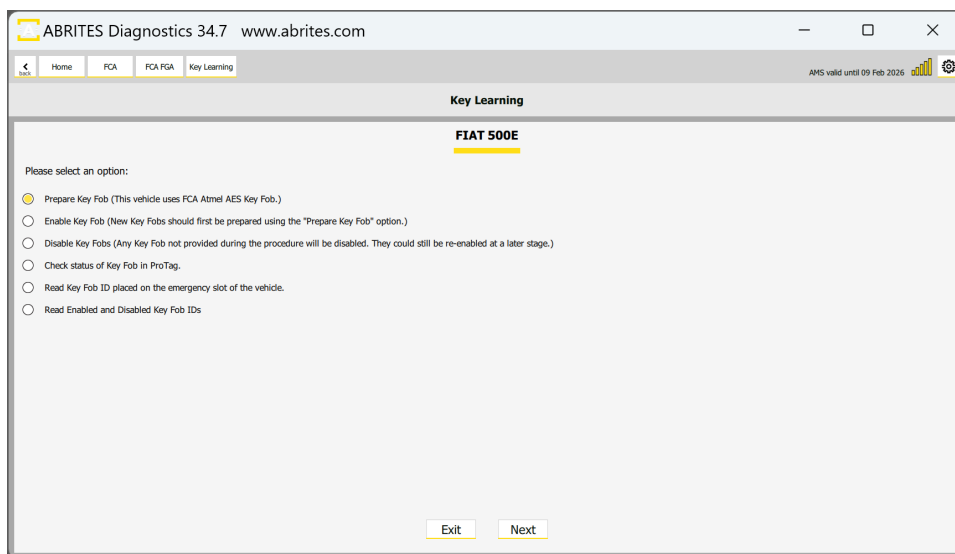 ABRITES Diagnostics 34.7 www.abrites.com
back Home FCA FCA FGA Key Learning
AMS valid until 09 Feb 2026
Key Learning
FIAT 500E
Please select an option:
Prepare Key Fob (This vehicle uses FCA Atmel AES Key Fob.)
Enable Key Fob (New Key Fobs should first be prepared using the "Prepare Key Fob" option.)
Disable Key Fobs (Any Key Fob not provided during the procedure will be disabled. They could still be re-enabled at a later stage.)
Check status of Key Fob in ProTag.
Read Key Fob ID placed on the emergency slot of the vehicle.
Read Enabled and Disabled Key Fob IDs
Exit Next